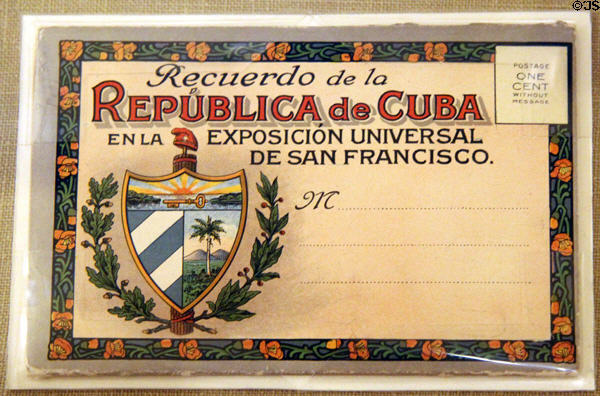 ©JS
Recuerdo de la
REPÚBLICA de CUBA
EN LA EXPOSICIÓN UNIVERSAL
DE SAN FRANCISCO.
POSTAGE
ONE
CENT
WITHOUT
MESSAGE
M